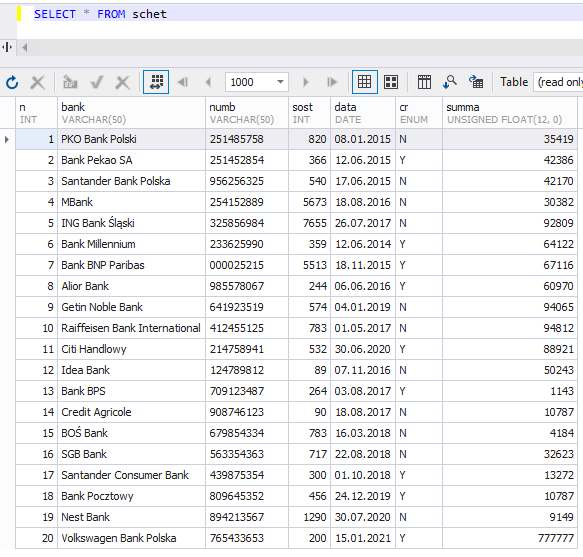 SELECT * FROM schet
1000 Table (read only
n bank numb sost data cr summa
INT VARCHAR(50) VARCHAR(50) INT DATE ENUM UNSIGNED FLOAT(12, 0)
1 PKO Bank Polski 251485758 820 08.01.2015 N 35419
2 Bank Pekao SA 251452854 366 12.06.2015 Y 42386
3 Santander Bank Polska 956256325 540 17.06.2015 N 42170
4 MBank 254152889 5673 18.08.2016 N 30382
5 ING Bank Śląski 325856984 7655 26.07.2017 N 92809
6 Bank Millennium 233625990 359 12.06.2014 Y 64122
7 Bank BNP Paribas 000025215 5513 18.11.2015 Y 67116
8 Alior Bank 985578067 244 06.06.2016 Y 60970
9 Getin Noble Bank 641923519 574 04.01.2019 N 94065
10 Raiffeisen Bank International 412455125 783 01.05.2017 N 94812
11 Citi Handlowy 214758941 532 30.06.2020 Y 88921
12 Idea Bank 124789812 89 07.11.2016 N 50243
13 Bank BPS 709123487 264 03.08.2017 Y 1143
14 Credit Agricole 908746123 90 18.08.2017 N 10787
15 BOŚ Bank 679854334 783 16.03.2018 N 4184
16 SGB Bank 563354363 717 22.08.2018 N 32623
17 Santander Consumer Bank 439875354 300 01.10.2018 Y 13272
18 Bank Pocztowy 809645352 456 24.12.2019 Y 10787
19 Nest Bank 894213567 1290 30.07.2020 N 9149
20 Volkswagen Bank Polska 765433653 200 15.01.2021 Y 777777